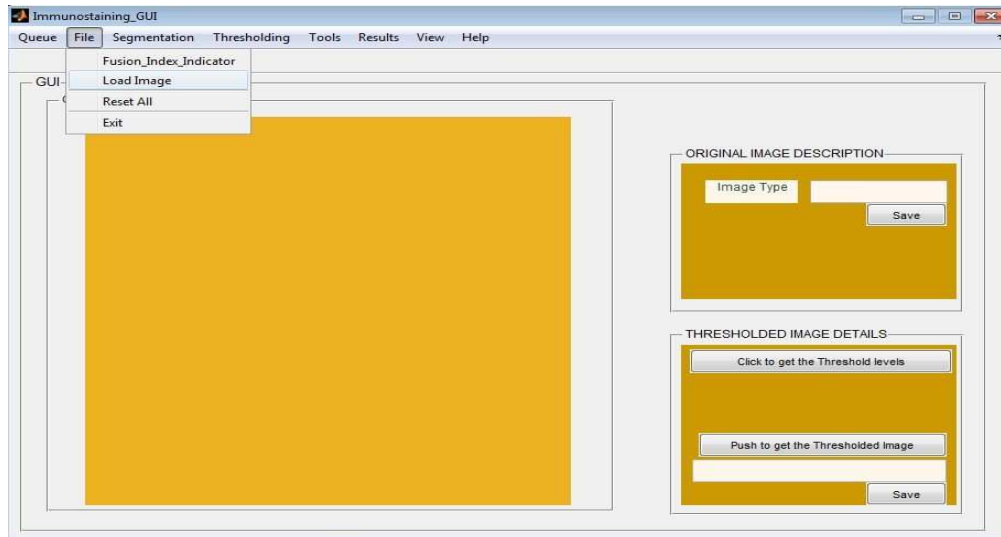 Immunostaining_GUI
Queue File Segmentation Thresholding Tools Results View Help
Fusion_Index_Indicator
Load Image
Reset All
Exit
GUI
ORIGINAL IMAGE DESCRIPTION
Image Type
Save
THRESHOLDED IMAGE DETAILS
Click to get the Threshold levels
Push to get the Thresholded Image
Save